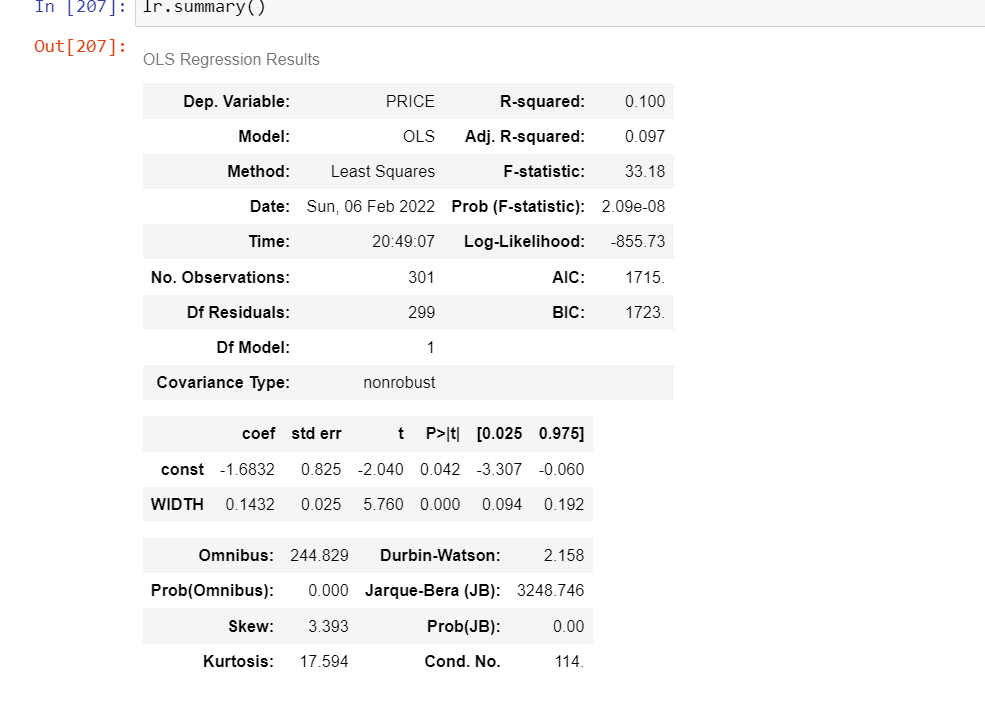 In [207]: lr.summary()
Out[207]:
OLS Regression Results
Dep. Variable: PRICE R-squared: 0.100
Model: OLS Adj. R-squared: 0.097
Method: Least Squares F-statistic: 33.18
Date: Sun, 06 Feb 2022 Prob (F-statistic): 2.09e-08
Time: 20:49:07 Log-Likelihood: -855.73
No. Observations: 301 AIC: 1715.
Df Residuals: 299 BIC: 1723.
Df Model: 1
Covariance Type: nonrobust
coef std err t P>|t| [0.025 0.975]
const -1.6832 0.825 -2.040 0.042 -3.307 -0.060
WIDTH 0.1432 0.025 5.760 0.000 0.094 0.192
Omnibus: 244.829 Durbin-Watson: 2.158
Prob(Omnibus): 0.000 Jarque-Bera (JB): 3248.746
Skew: 3.393 Prob(JB): 0.00
Kurtosis: 17.594 Cond. No. 114.